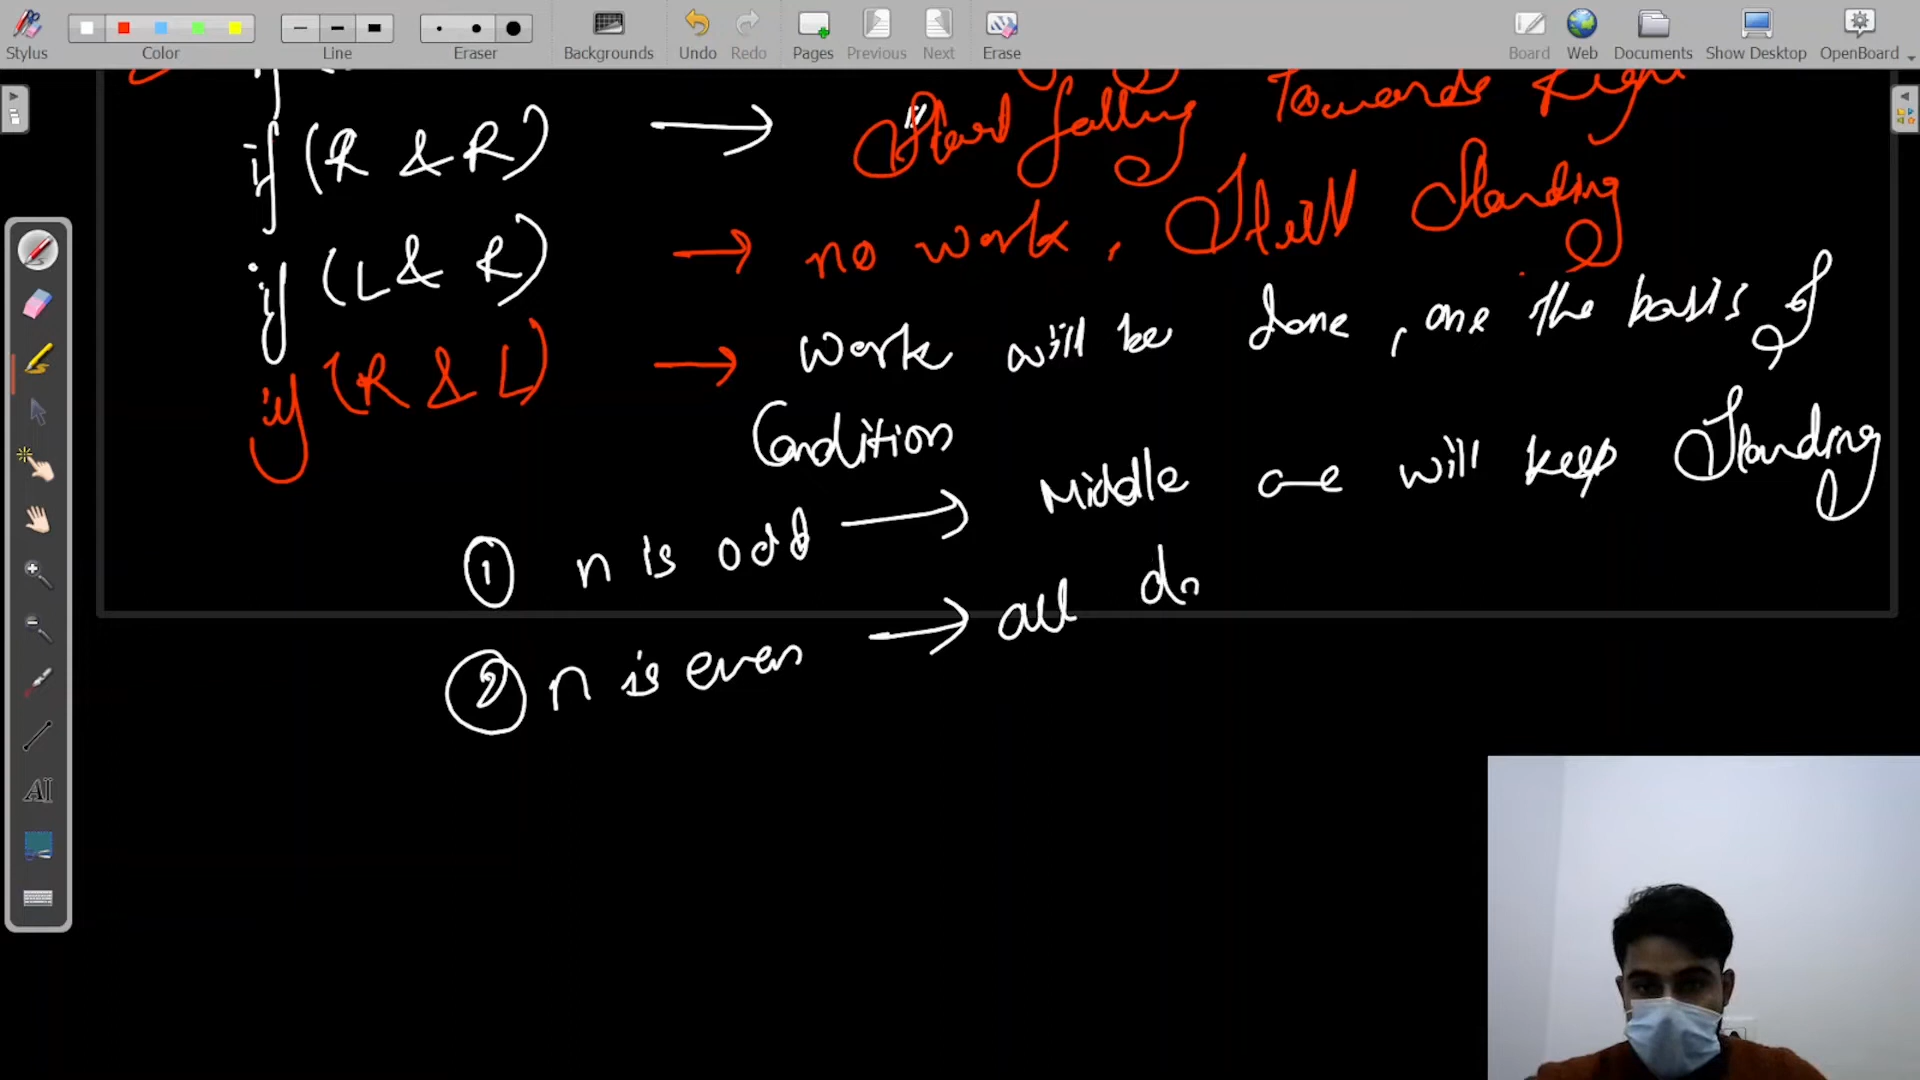 Stylus Color Line Eraser Backgrounds Undo Redo Pages Previous Next Erase Board Web Documents Show Desktop OpenBoard
if (R & R) → Start falling Towards Right
if (L & R) → no work, Still Standing
if (R & L) → Work will be done, one the basis of
Condition
① n is odd → Middle one will keep Standing
② n is even → all do